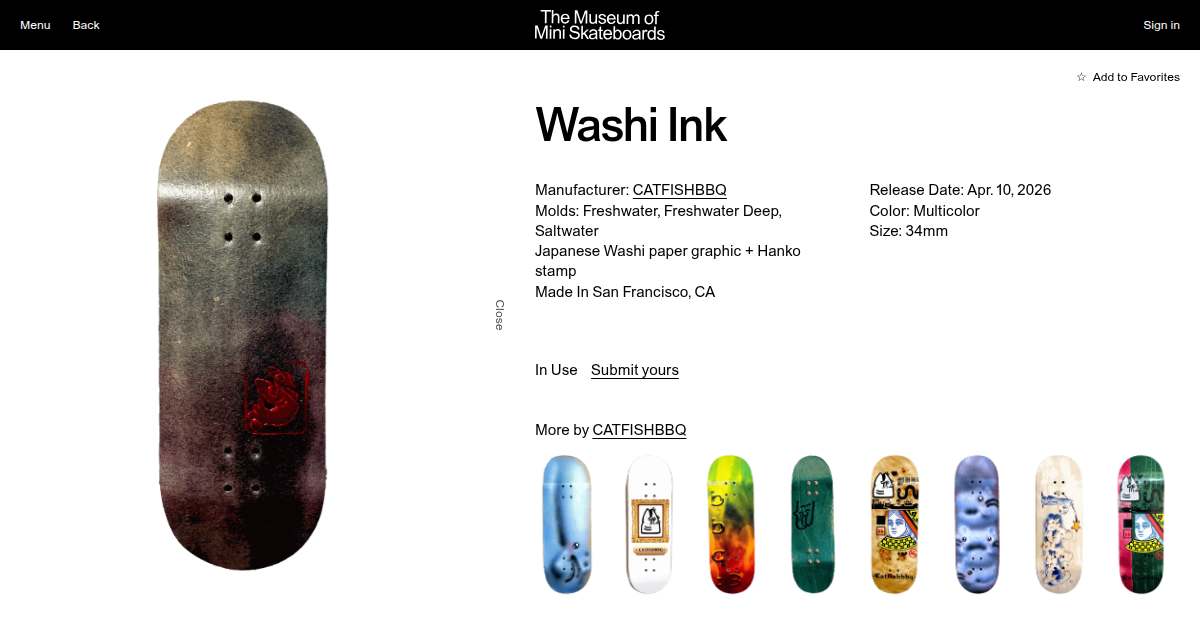 Menu
Back
The Museum of
Mini Skateboards
Sign in
☆ Add to Favorites
Washi Ink
Manufacturer: CATFISHBBQ
Molds: Freshwater, Freshwater Deep,
Saltwater
Japanese Washi paper graphic + Hanko
stamp
Made In San Francisco, CA
Release Date: Apr. 10, 2026
Color: Multicolor
Size: 34mm
Close
In Use Submit yours
More by CATFISHBBQ